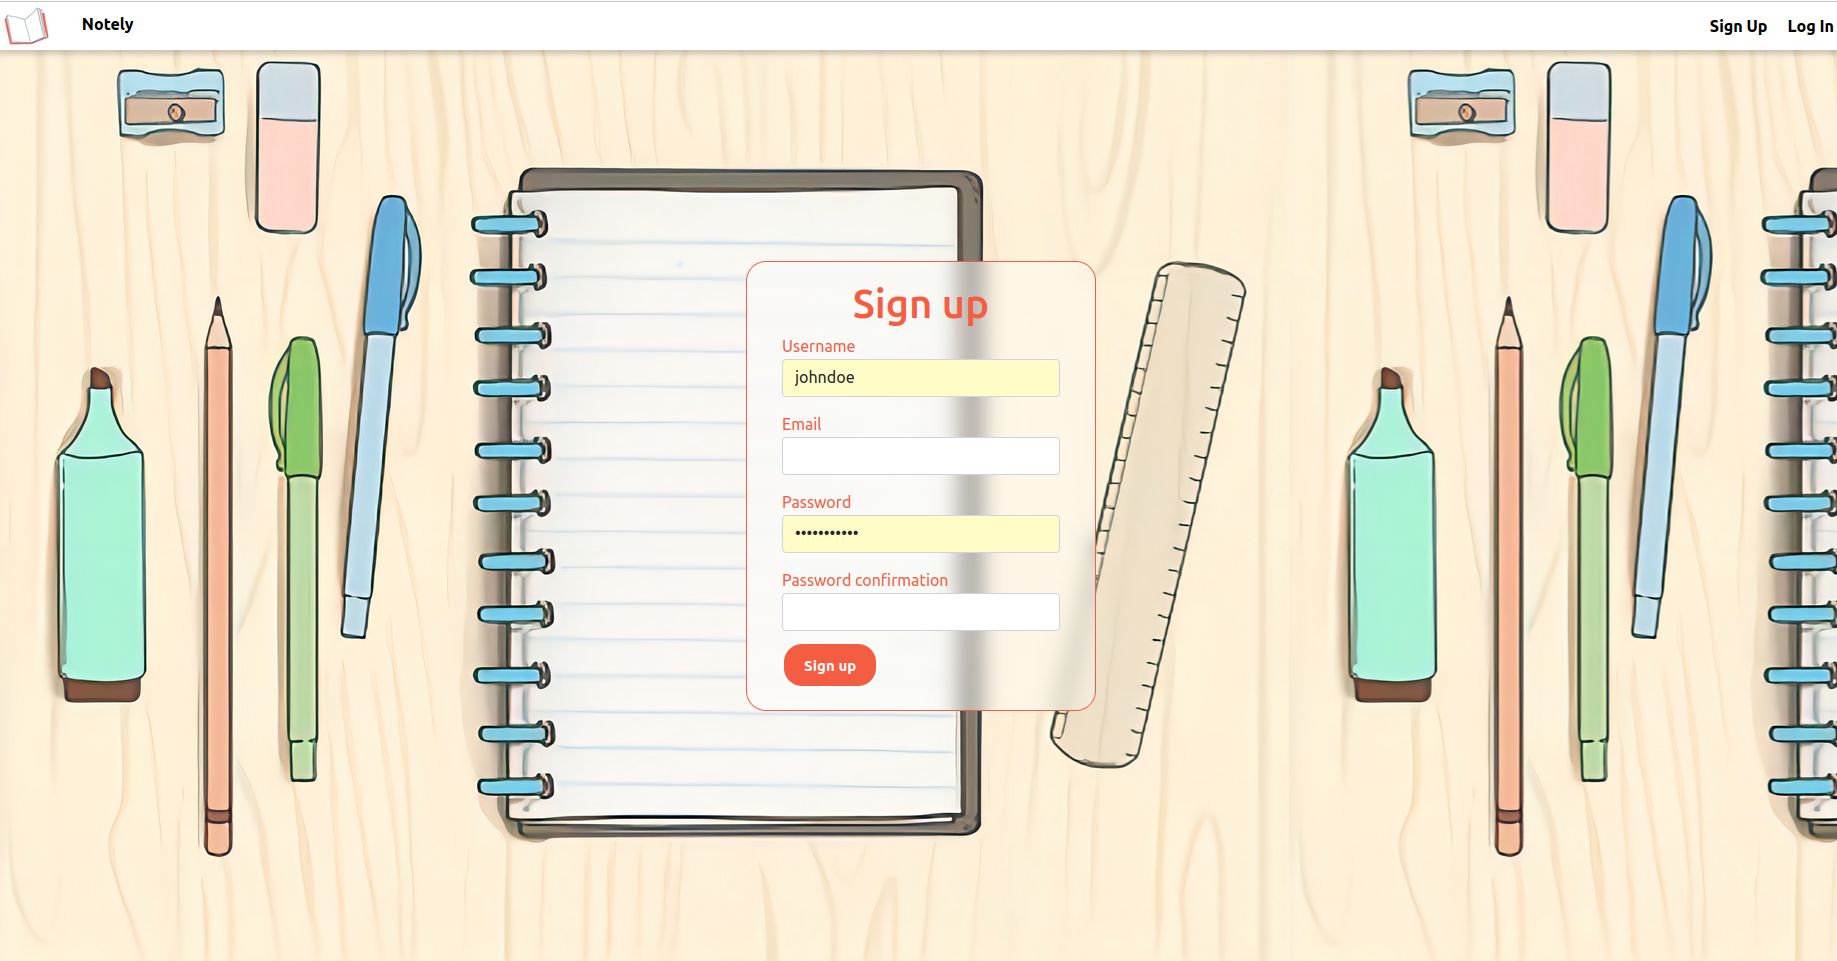 Notely
Sign Up
Log In
Sign up
Username
johndoe
Email
Password
•••••••••••
Password confirmation
Sign up